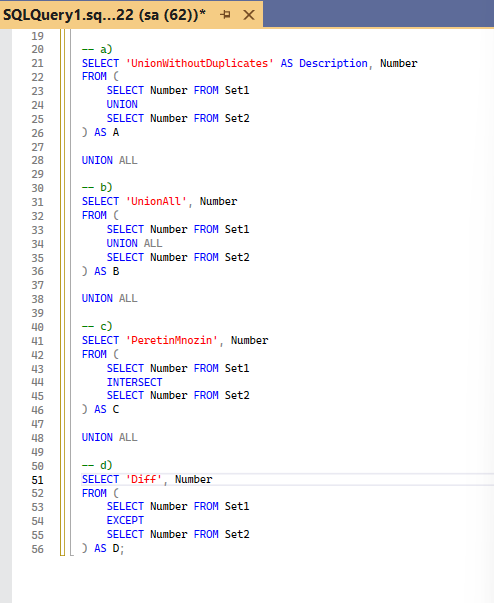 SQLQuery1.sq...22 (sa (62))*
19
20 -- a)
21 SELECT 'UnionWithoutDuplicates' AS Description, Number
22 FROM (
23     SELECT Number FROM Set1
24     UNION
25     SELECT Number FROM Set2
26 ) AS A
27
28 UNION ALL
29
30 -- b)
31 SELECT 'UnionAll', Number
32 FROM (
33     SELECT Number FROM Set1
34     UNION ALL
35     SELECT Number FROM Set2
36 ) AS B
37
38 UNION ALL
39
40 -- c)
41 SELECT 'PeretinMnozin', Number
42 FROM (
43     SELECT Number FROM Set1
44     INTERSECT
45     SELECT Number FROM Set2
46 ) AS C
47
48 UNION ALL
49
50 -- d)
51 SELECT 'Diff', Number
52 FROM (
53     SELECT Number FROM Set1
54     EXCEPT
55     SELECT Number FROM Set2
56 ) AS D;